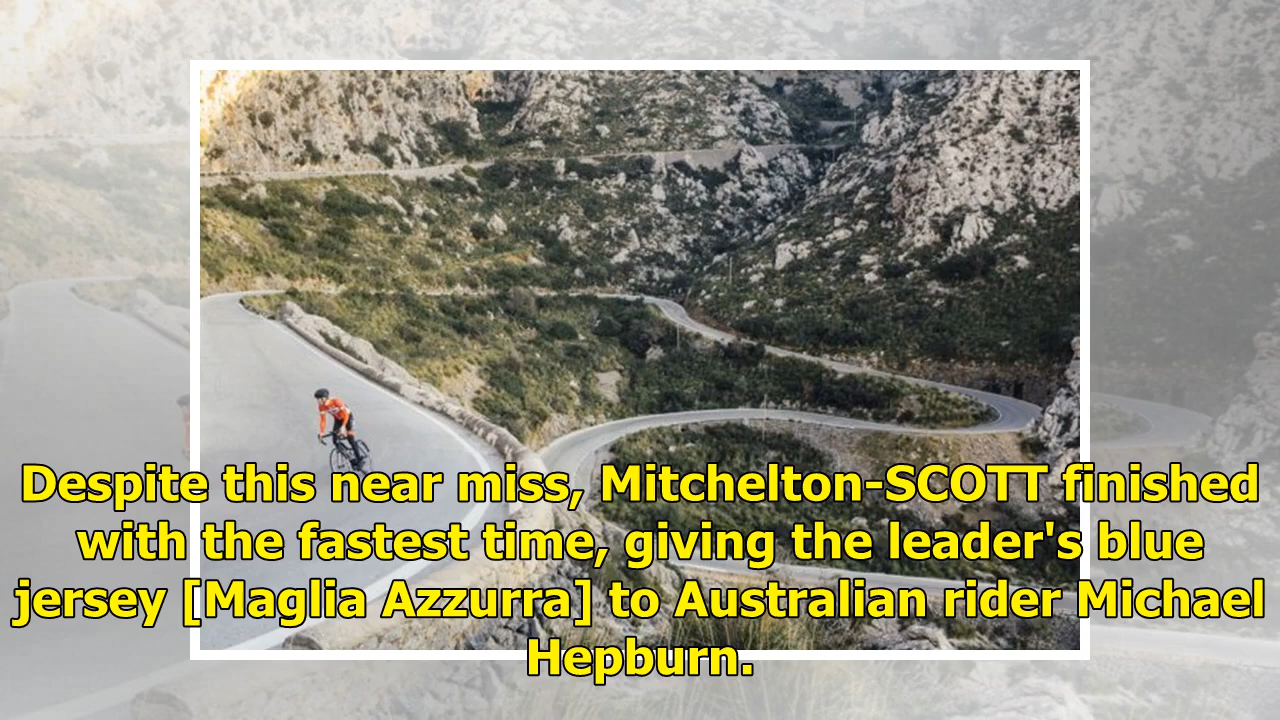 Despite this near miss, Mitchelton-SCOTT finished
with the fastest time, giving the leader's blue
jersey [Maglia Azzurra] to Australian rider Michael
Hepburn.